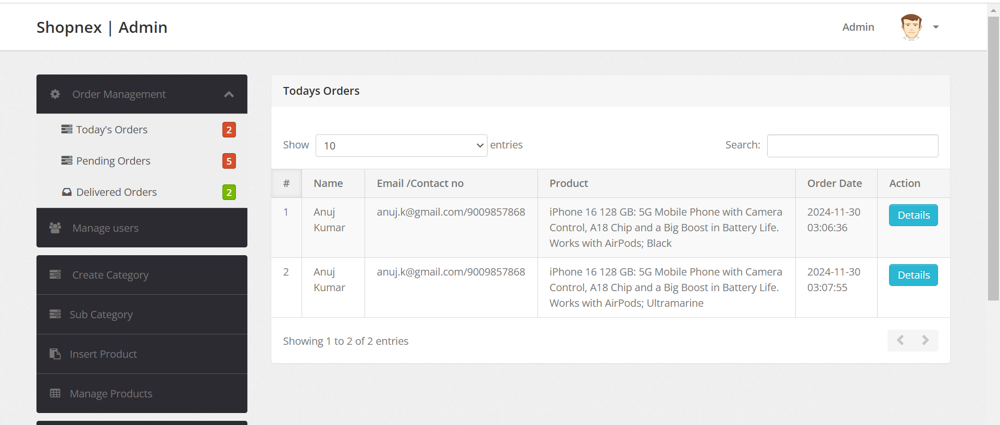 Shopnex | Admin
Admin
Order Management
Today's Orders 2
Pending Orders 5
Delivered Orders 2
Manage users
Create Category
Sub Category
Insert Product
Manage Products
Todays Orders
Show 10 entries
Search:
# Name Email /Contact no Product Order Date Action
1 Anuj anuj.k@gmail.com/9009857868 iPhone 16 128 GB: 5G Mobile Phone with Camera 2024-11-30 Details
Kumar Control, A18 Chip and a Big Boost in Battery Life. 03:06:36
Works with AirPods; Black
2 Anuj anuj.k@gmail.com/9009857868 iPhone 16 128 GB: 5G Mobile Phone with Camera 2024-11-30 Details
Kumar Control, A18 Chip and a Big Boost in Battery Life. 03:07:55
Works with AirPods; Ultramarine
Showing 1 to 2 of 2 entries